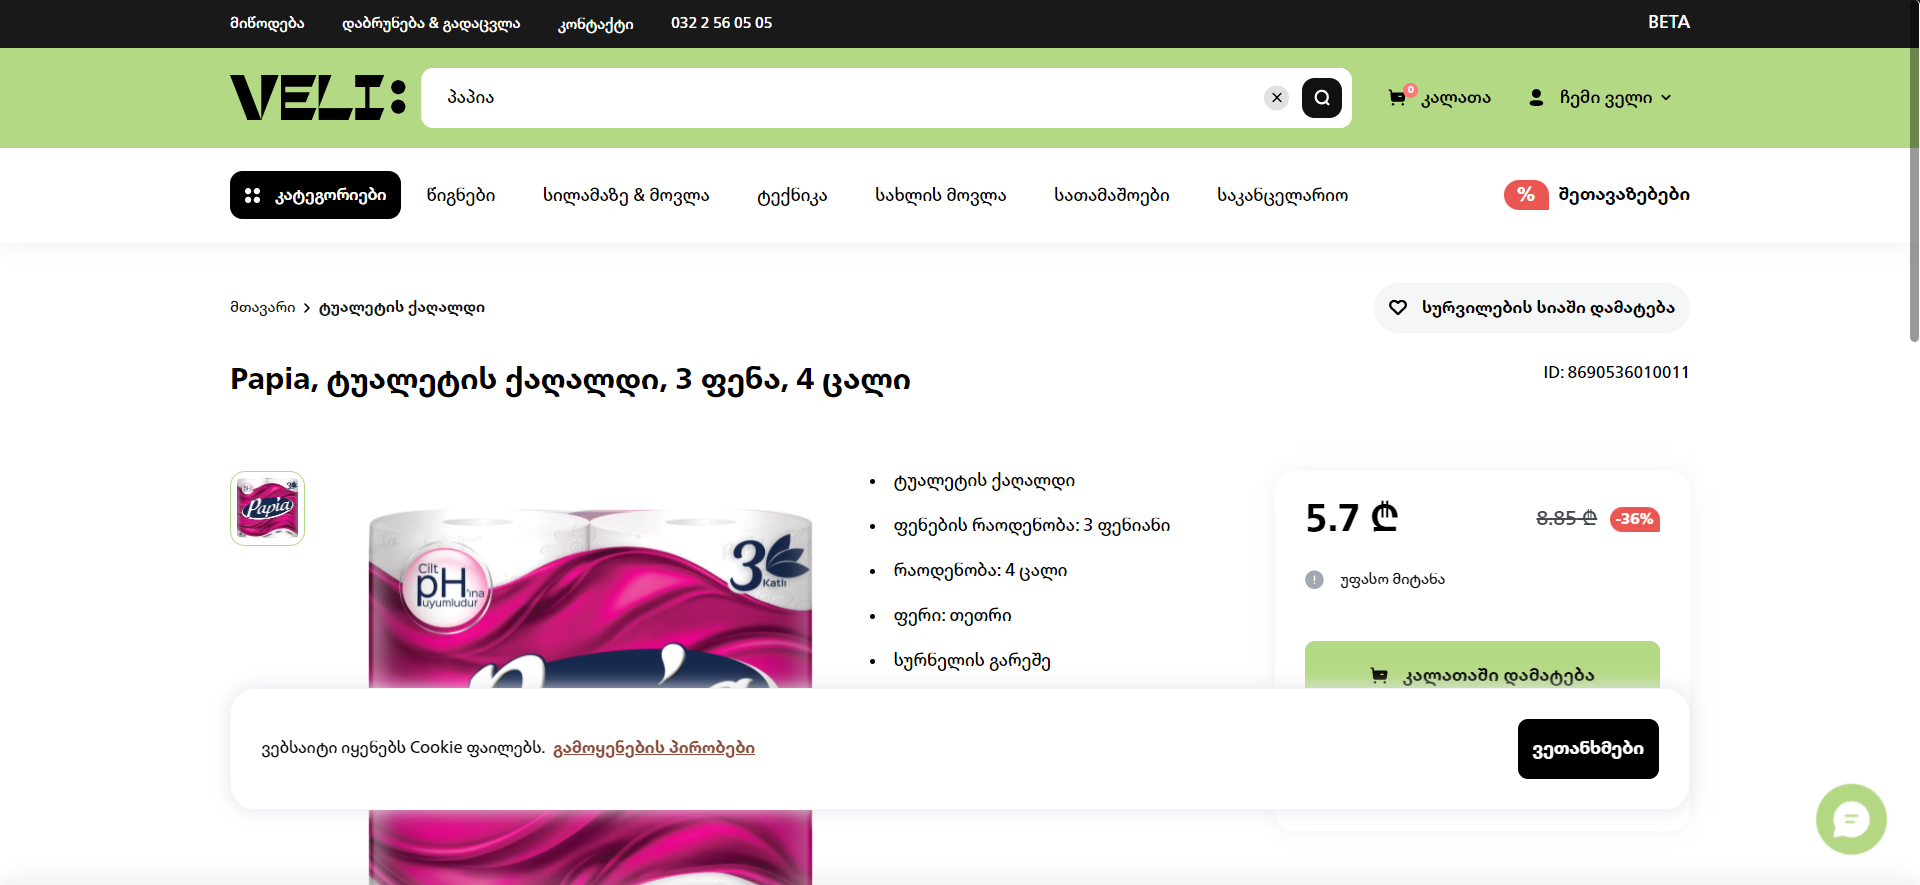 მიწოდება დაბრუნება & გადაცვლა კონტაქტი 032 2 56 05 05 BETA
VELI: პაპია 0 კალათა ჩემი ველი
კატეგორიები წიგნები სილამაზე & მოვლა ტექნიკა სახლის მოვლა სათამაშოები საკანცელარიო % შეთავაზებები
მთავარი > ტუალეტის ქაღალდი სურვილების სიაში დამატება
Papia, ტუალეტის ქაღალდი, 3 ფენა, 4 ცალი ID: 8690536010011
Papia
Cilt
pH'ına
uyumludur
3
Katlı
• ტუალეტის ქაღალდი
• ფენების რაოდენობა: 3 ფენიანი
• რაოდენობა: 4 ცალი
• ფერი: თეთრი
• სურნელის გარეშე
5.7 ₾ 8.85 ₾ -36%
უფასო მიტანა
კალათაში დამატება
ვებსაიტი იყენებს Cookie ფაილებს. გამოყენების პირობები ვეთანხმები